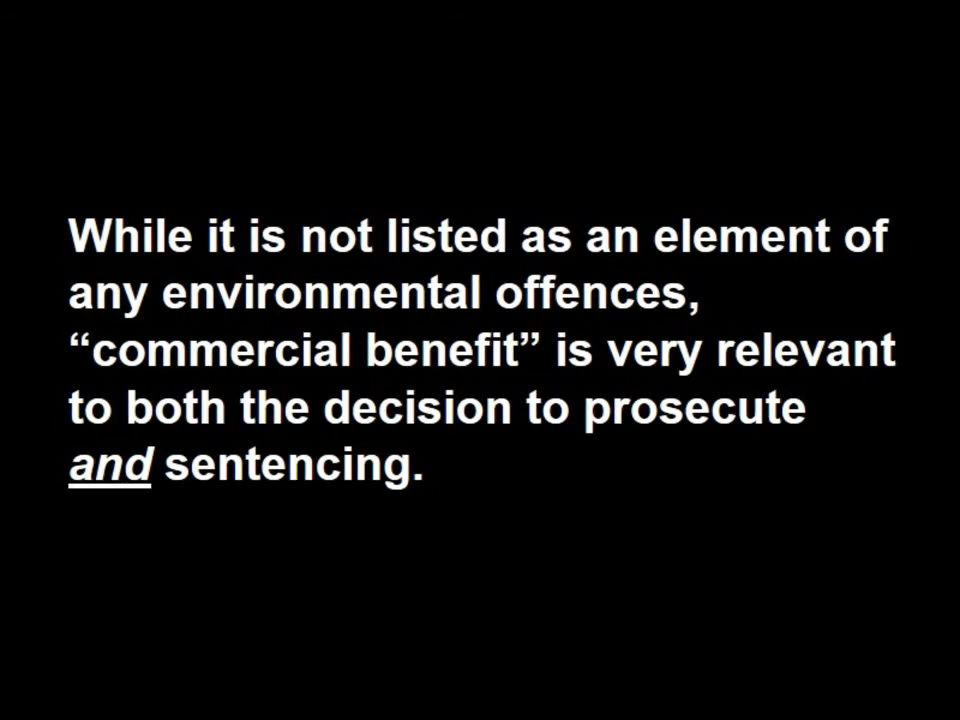 While it is not listed as an element of
any environmental offences,
“commercial benefit” is very relevant
to both the decision to prosecute
and sentencing.